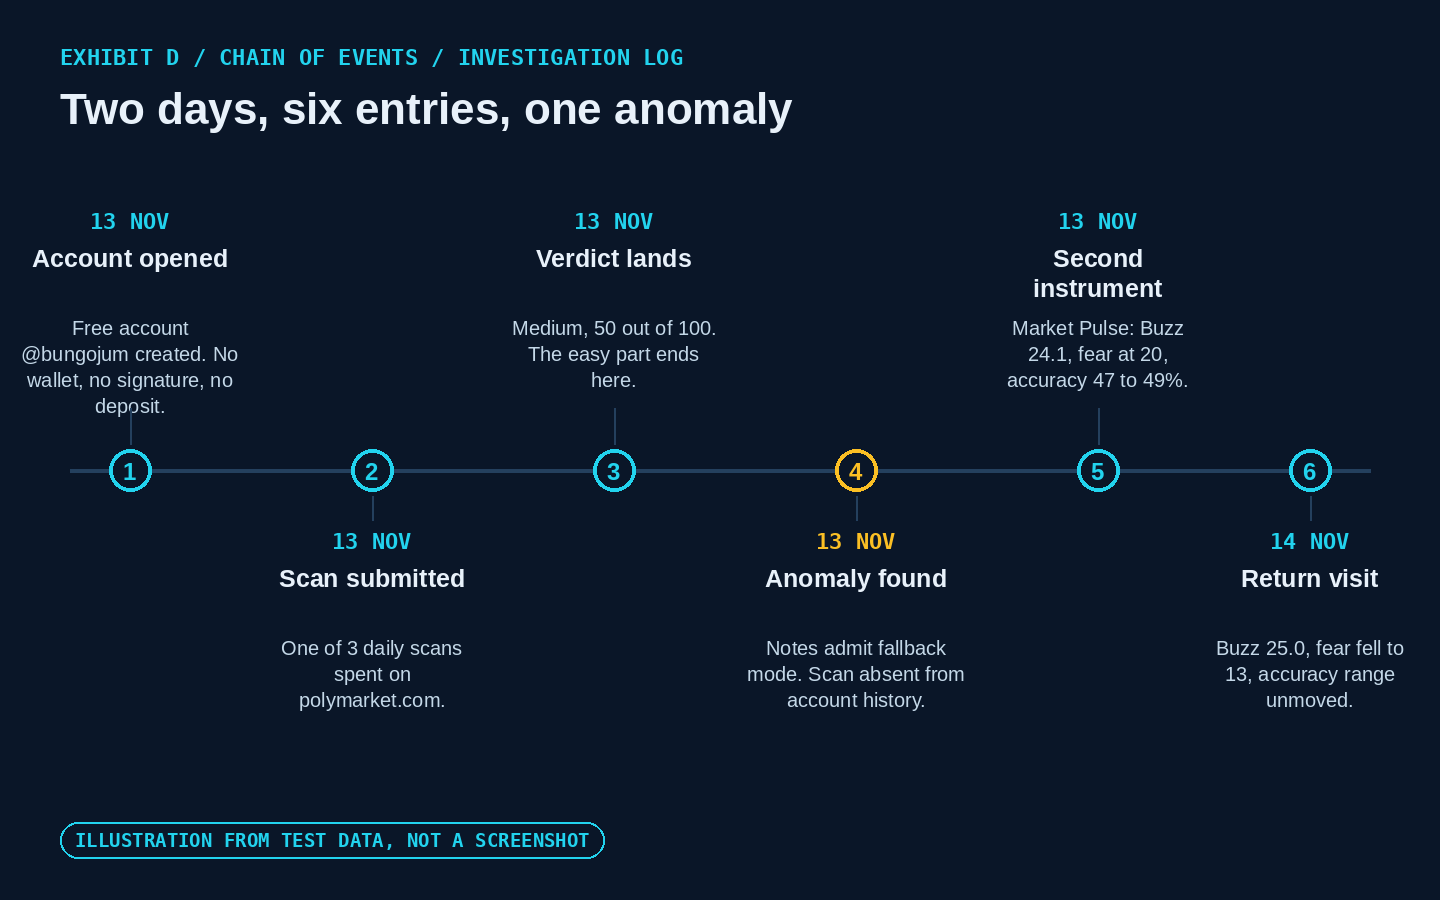 EXHIBIT D / CHAIN OF EVENTS / INVESTIGATION LOG
Two days, six entries, one anomaly
13 NOV
Account opened
Free account
@bungojum created. No
wallet, no signature, no
deposit.
1
2
13 NOV
Scan submitted
One of 3 daily scans
spent on
polymarket.com.
13 NOV
Verdict lands
Medium, 50 out of 100.
The easy part ends
here.
3
4
13 NOV
Anomaly found
Notes admit fallback
mode. Scan absent from
account history.
13 NOV
Second
instrument
Market Pulse: Buzz
24.1, fear at 20,
accuracy 47 to 49%.
5
6
14 NOV
Return visit
Buzz 25.0, fear fell to
13, accuracy range
unmoved.
ILLUSTRATION FROM TEST DATA, NOT A SCREENSHOT